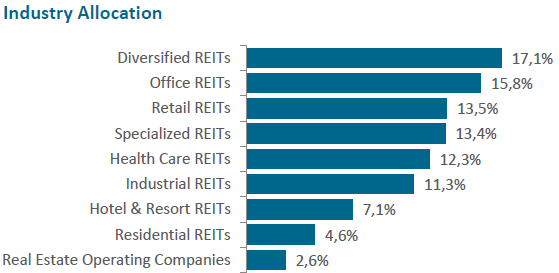 Industry Allocation
Diversified REITs 17,1%
Office REITs 15,8%
Retail REITs 13,5%
Specialized REITs 13,4%
Health Care REITs 12,3%
Industrial REITs 11,3%
Hotel & Resort REITs 7,1%
Residential REITs 4,6%
Real Estate Operating Companies 2,6%